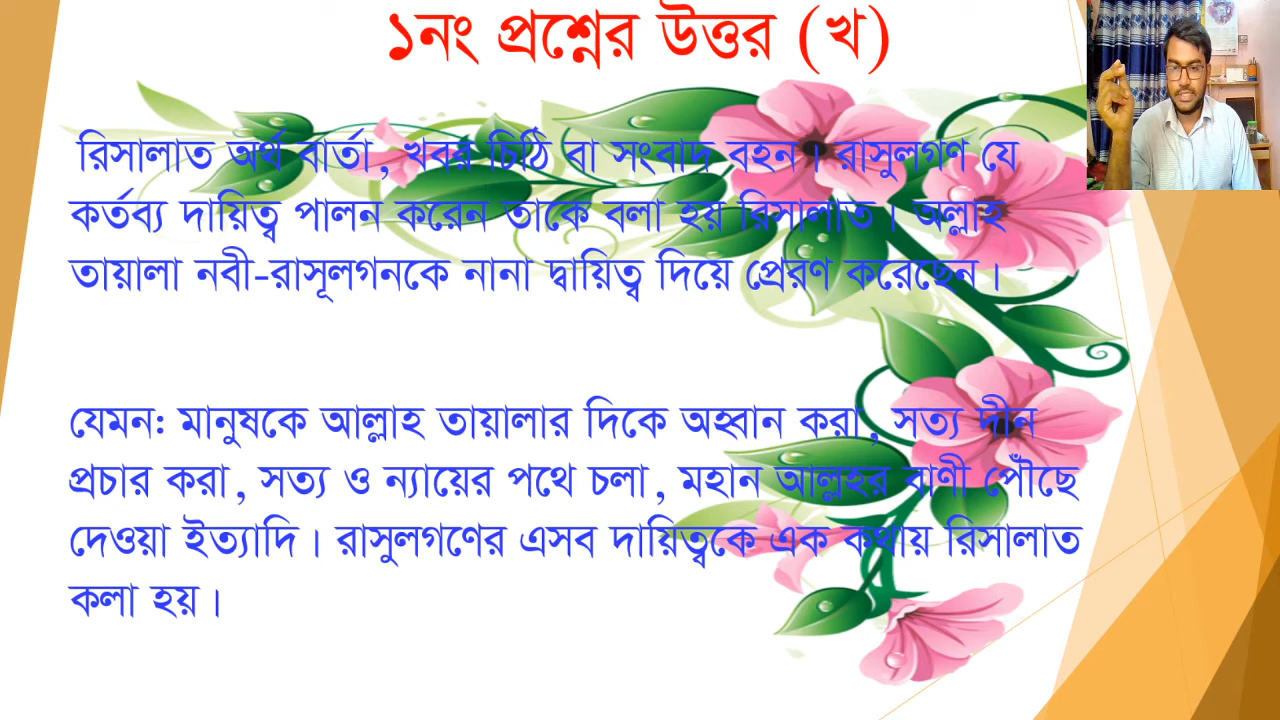 ১নং প্রশ্নের উত্তর (খ)
রিসালাত অর্থ বার্তা, খবর চিঠি বা সংবাদ বহন। রাসুলগণ যে
কর্তব্য দায়িত্ব পালন করেন তাকে বলা হয় রিসালাত। অল্লাহ
তায়ালা নবী-রাসূলগনকে নানা দ্বায়িত্ব দিয়ে প্রেরণ করেছেন।
যেমন: মানুষকে আল্লাহ তায়ালার দিকে অহ্বান করা, সত্য দীন
প্রচার করা, সত্য ও ন্যায়ের পথে চলা, মহান আল্লহর বাণী পৌঁছে
দেওয়া ইত্যাদি। রাসুলগণের এসব দায়িত্বকে এক কথায় রিসালাত
কলা হয়।